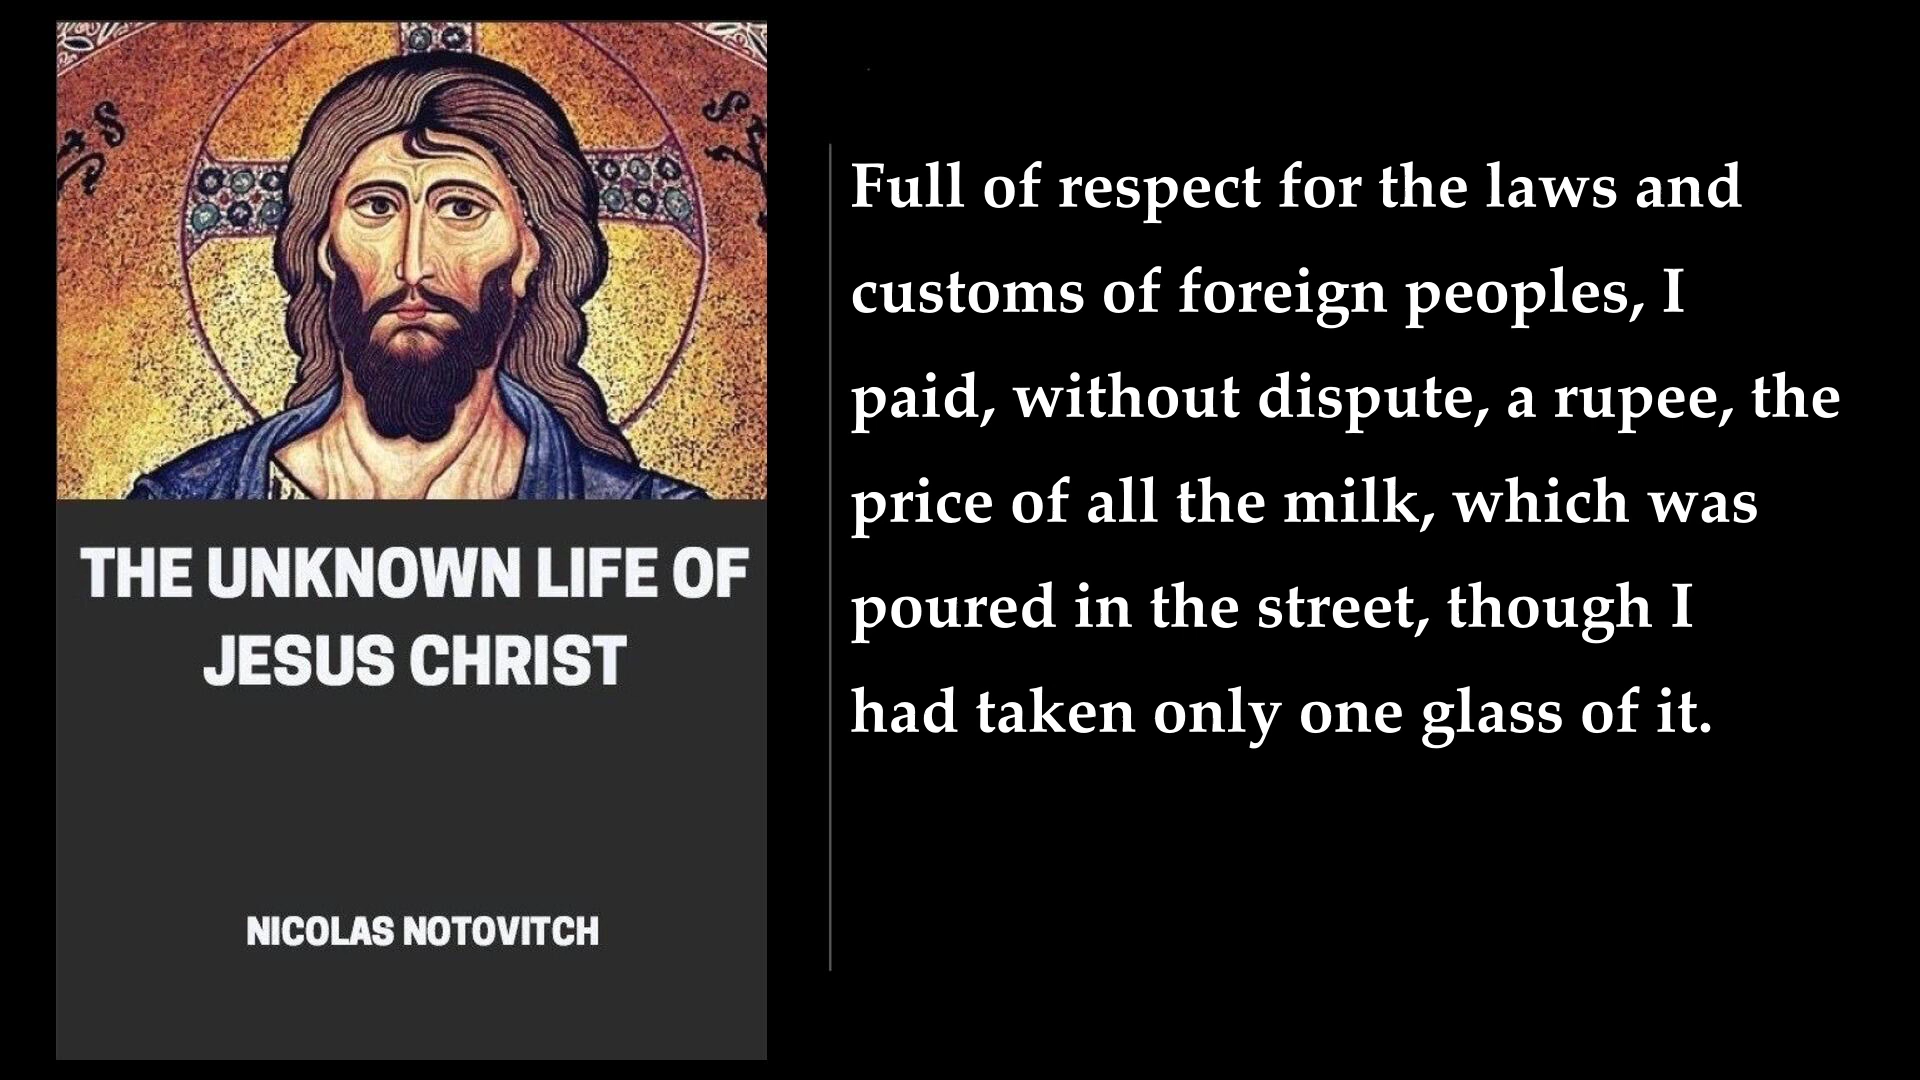 THE UNKNOWN LIFE OF
JESUS CHRIST
NICOLAS NOTOVITCH
Full of respect for the laws and
customs of foreign peoples, I
paid, without dispute, a rupee, the
price of all the milk, which was
poured in the street, though I
had taken only one glass of it.